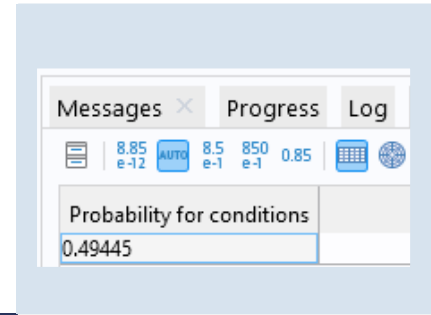 Messages Progress Log
8.85 e-12 AUTO 8.5 e-1 850 e-1 0.85
Probability for conditions
0.49445